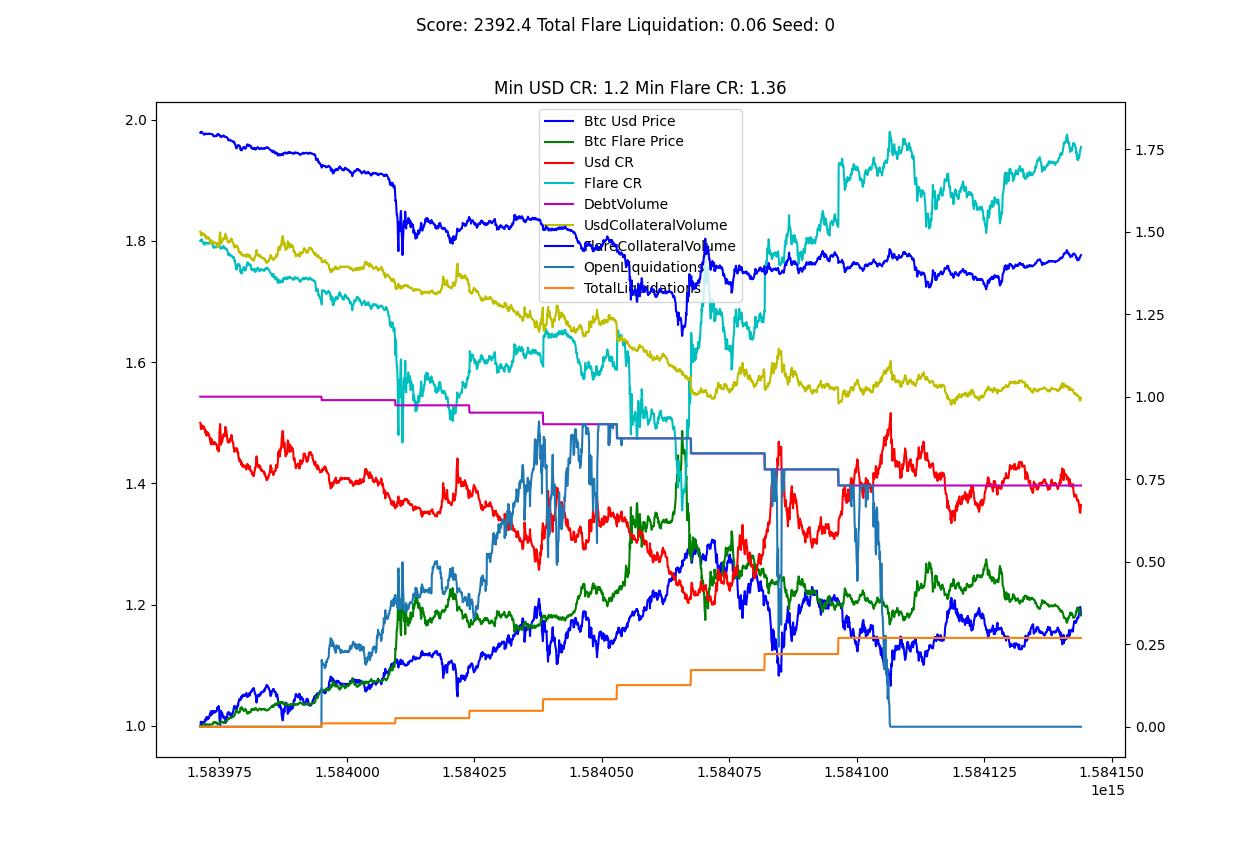 Score: 2392.4 Total Flare Liquidation: 0.06 Seed: 0
Min USD CR: 1.2 Min Flare CR: 1.36
Btc Usd Price
Btc Flare Price
Usd CR
Flare CR
DebtVolume
UsdCollateralVolume
FlareCollateralVolume
OpenLiquidations
TotalLiquidations
2.0
1.8
1.6
1.4
1.2
1.0
1.75
1.50
1.25
1.00
0.75
0.50
0.25
0.00
1.583975 1.584000 1.584025 1.584050 1.584075 1.584100 1.584125 1.584150
1e15